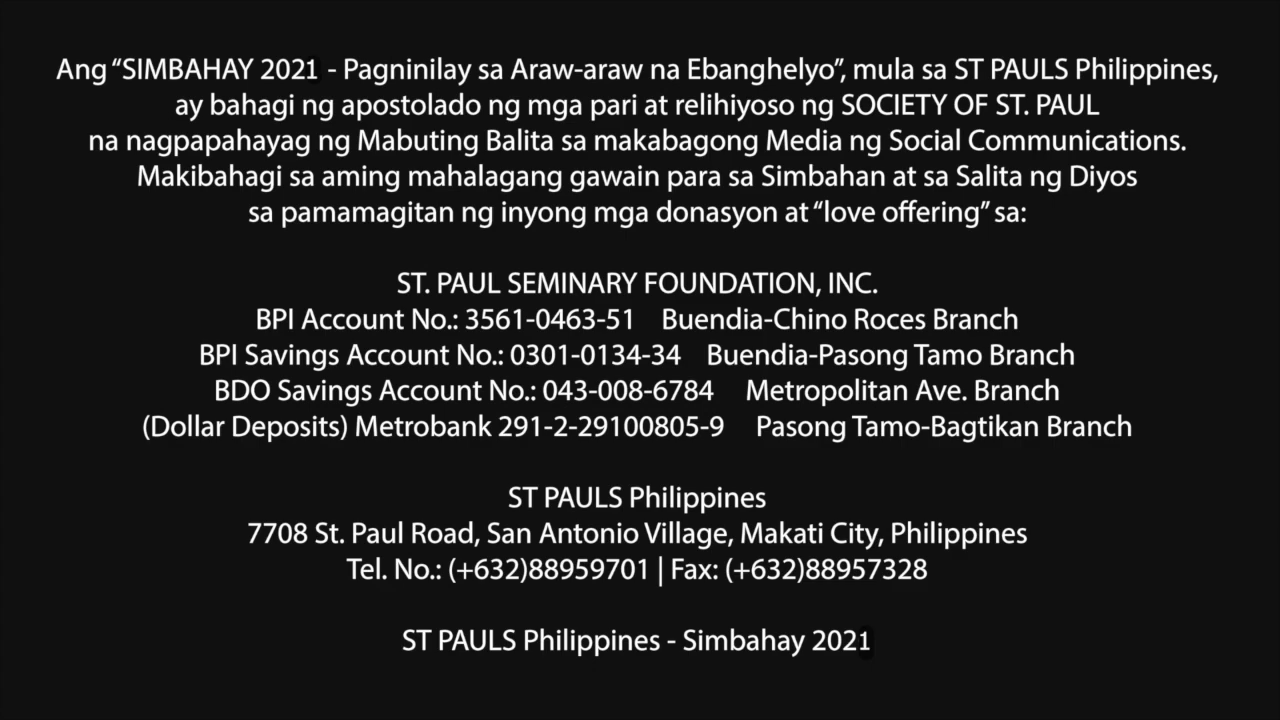 Ang “SIMBAHAY 2021 - Pagninilay sa Araw-araw na Ebanghelyo”, mula sa ST PAULS Philippines,
ay bahagi ng apostolado ng mga pari at relihiyoso ng SOCIETY OF ST. PAUL
na nagpapahayag ng Mabuting Balita sa makabagong Media ng Social Communications.
Makibahagi sa aming mahalagang gawain para sa Simbahan at sa Salita ng Diyos
sa pamamagitan ng inyong mga donasyon at “love offering” sa:
ST. PAUL SEMINARY FOUNDATION, INC.
BPI Account No.: 3561-0463-51 Buendia-Chino Roces Branch
BPI Savings Account No.: 0301-0134-34 Buendia-Pasong Tamo Branch
BDO Savings Account No.: 043-008-6784 Metropolitan Ave. Branch
(Dollar Deposits) Metrobank 291-2-29100805-9 Pasong Tamo-Bagtikan Branch
ST PAULS Philippines
7708 St. Paul Road, San Antonio Village, Makati City, Philippines
Tel. No.: (+632)88959701 | Fax: (+632)88957328
ST PAULS Philippines - Simbahay 2021